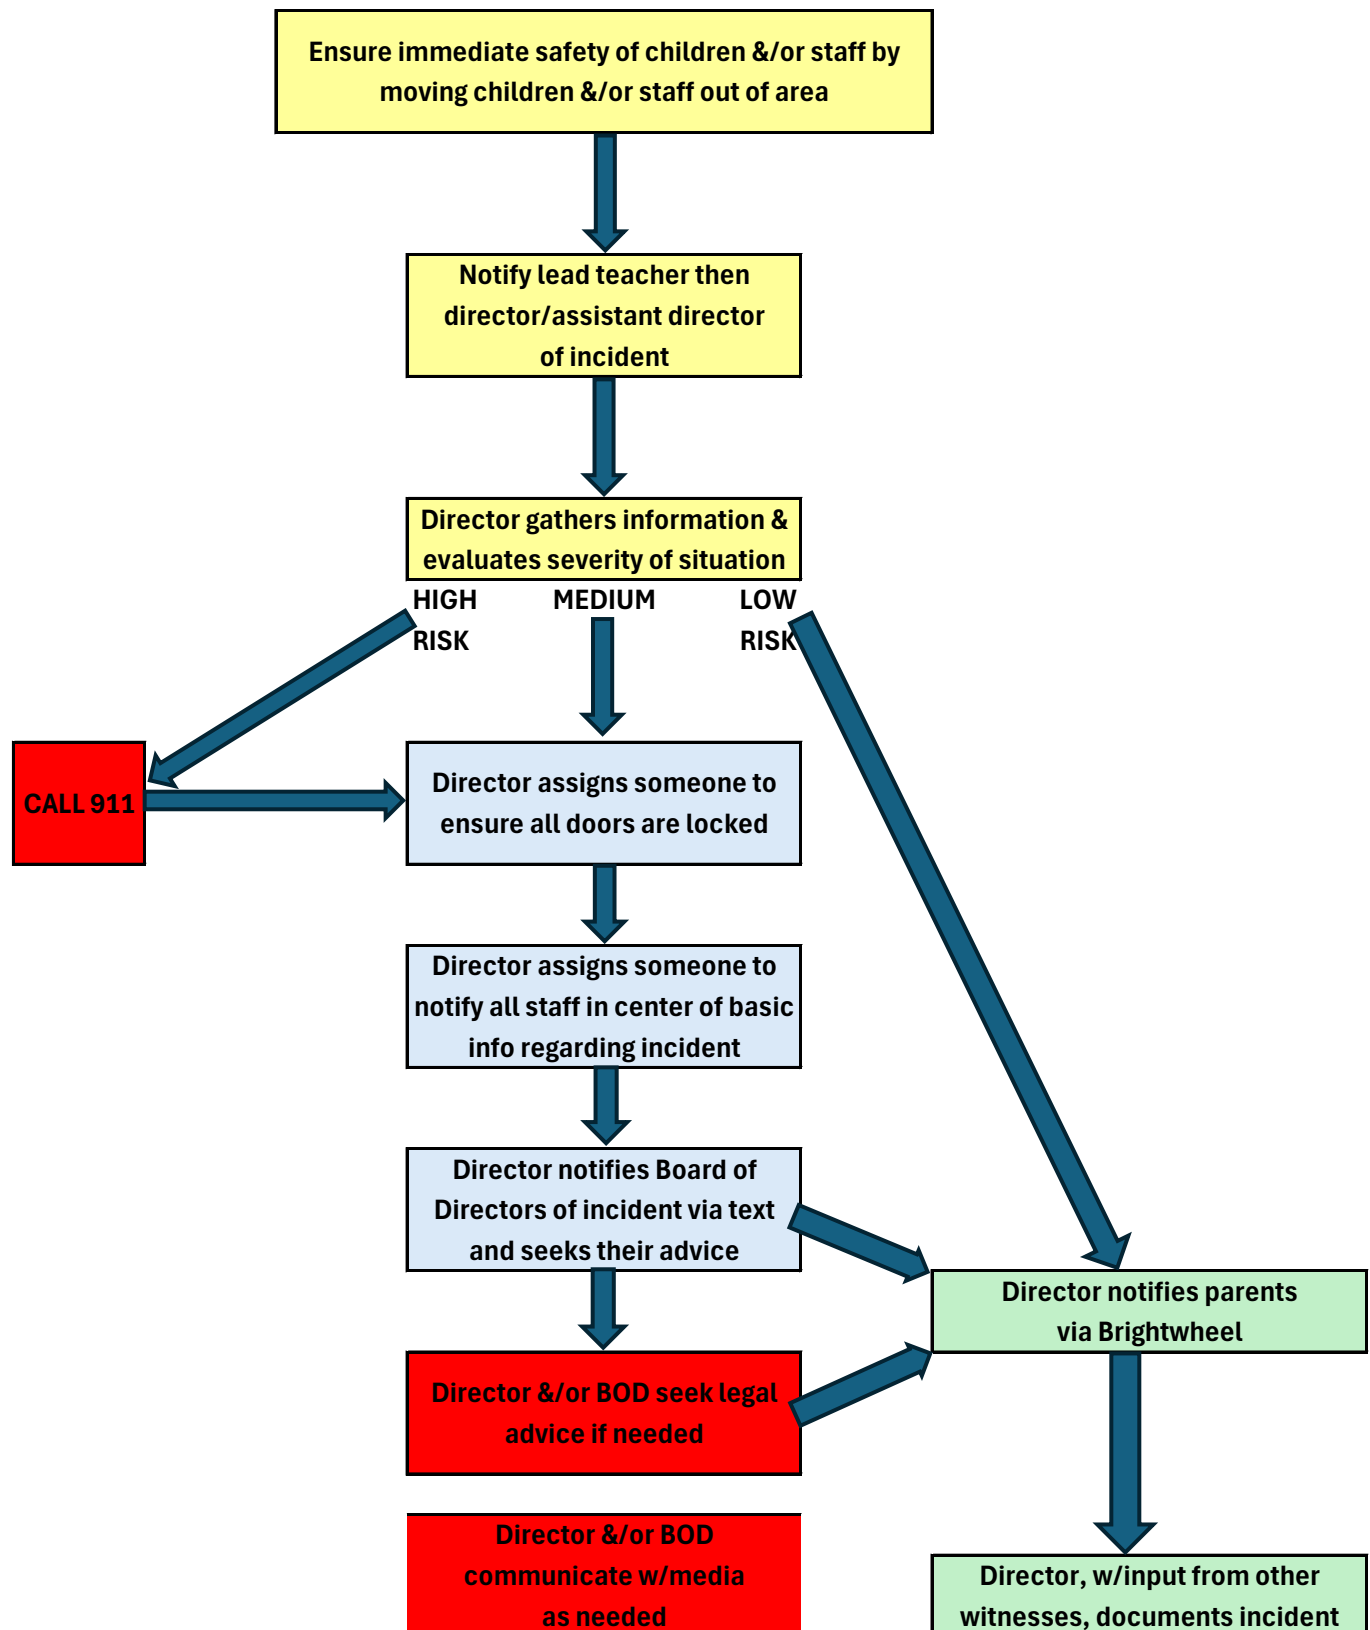 Ensure immediate safety of children &/or staff by
moving children &/or staff out of area
Notify lead teacher then
director/assistant director
of incident
Director gathers information &
evaluates severity of situation
HIGH
RISK
MEDIUM
LOW
RISK
CALL 911
Director assigns someone to
ensure all doors are locked
Director assigns someone to
notify all staff in center of basic
info regarding incident
Director notifies Board of
Directors of incident via text
and seeks their advice
Director notifies parents
via Brightwheel
Director &/or BOD seek legal
advice if needed
Director &/or BOD
communicate w/media
as needed
Director, w/input from other
witnesses, documents incident